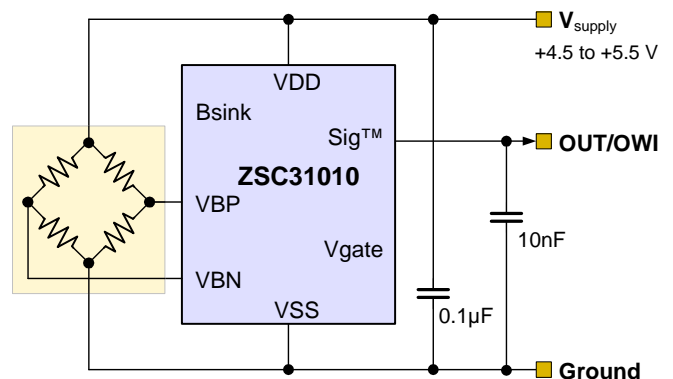 V supply
+4.5 to +5.5 V
VDD
Bsink
Sig™
OUT/OWI
ZSC31010
VBP
Vgate
10nF
VBN
VSS
0.1µF
Ground